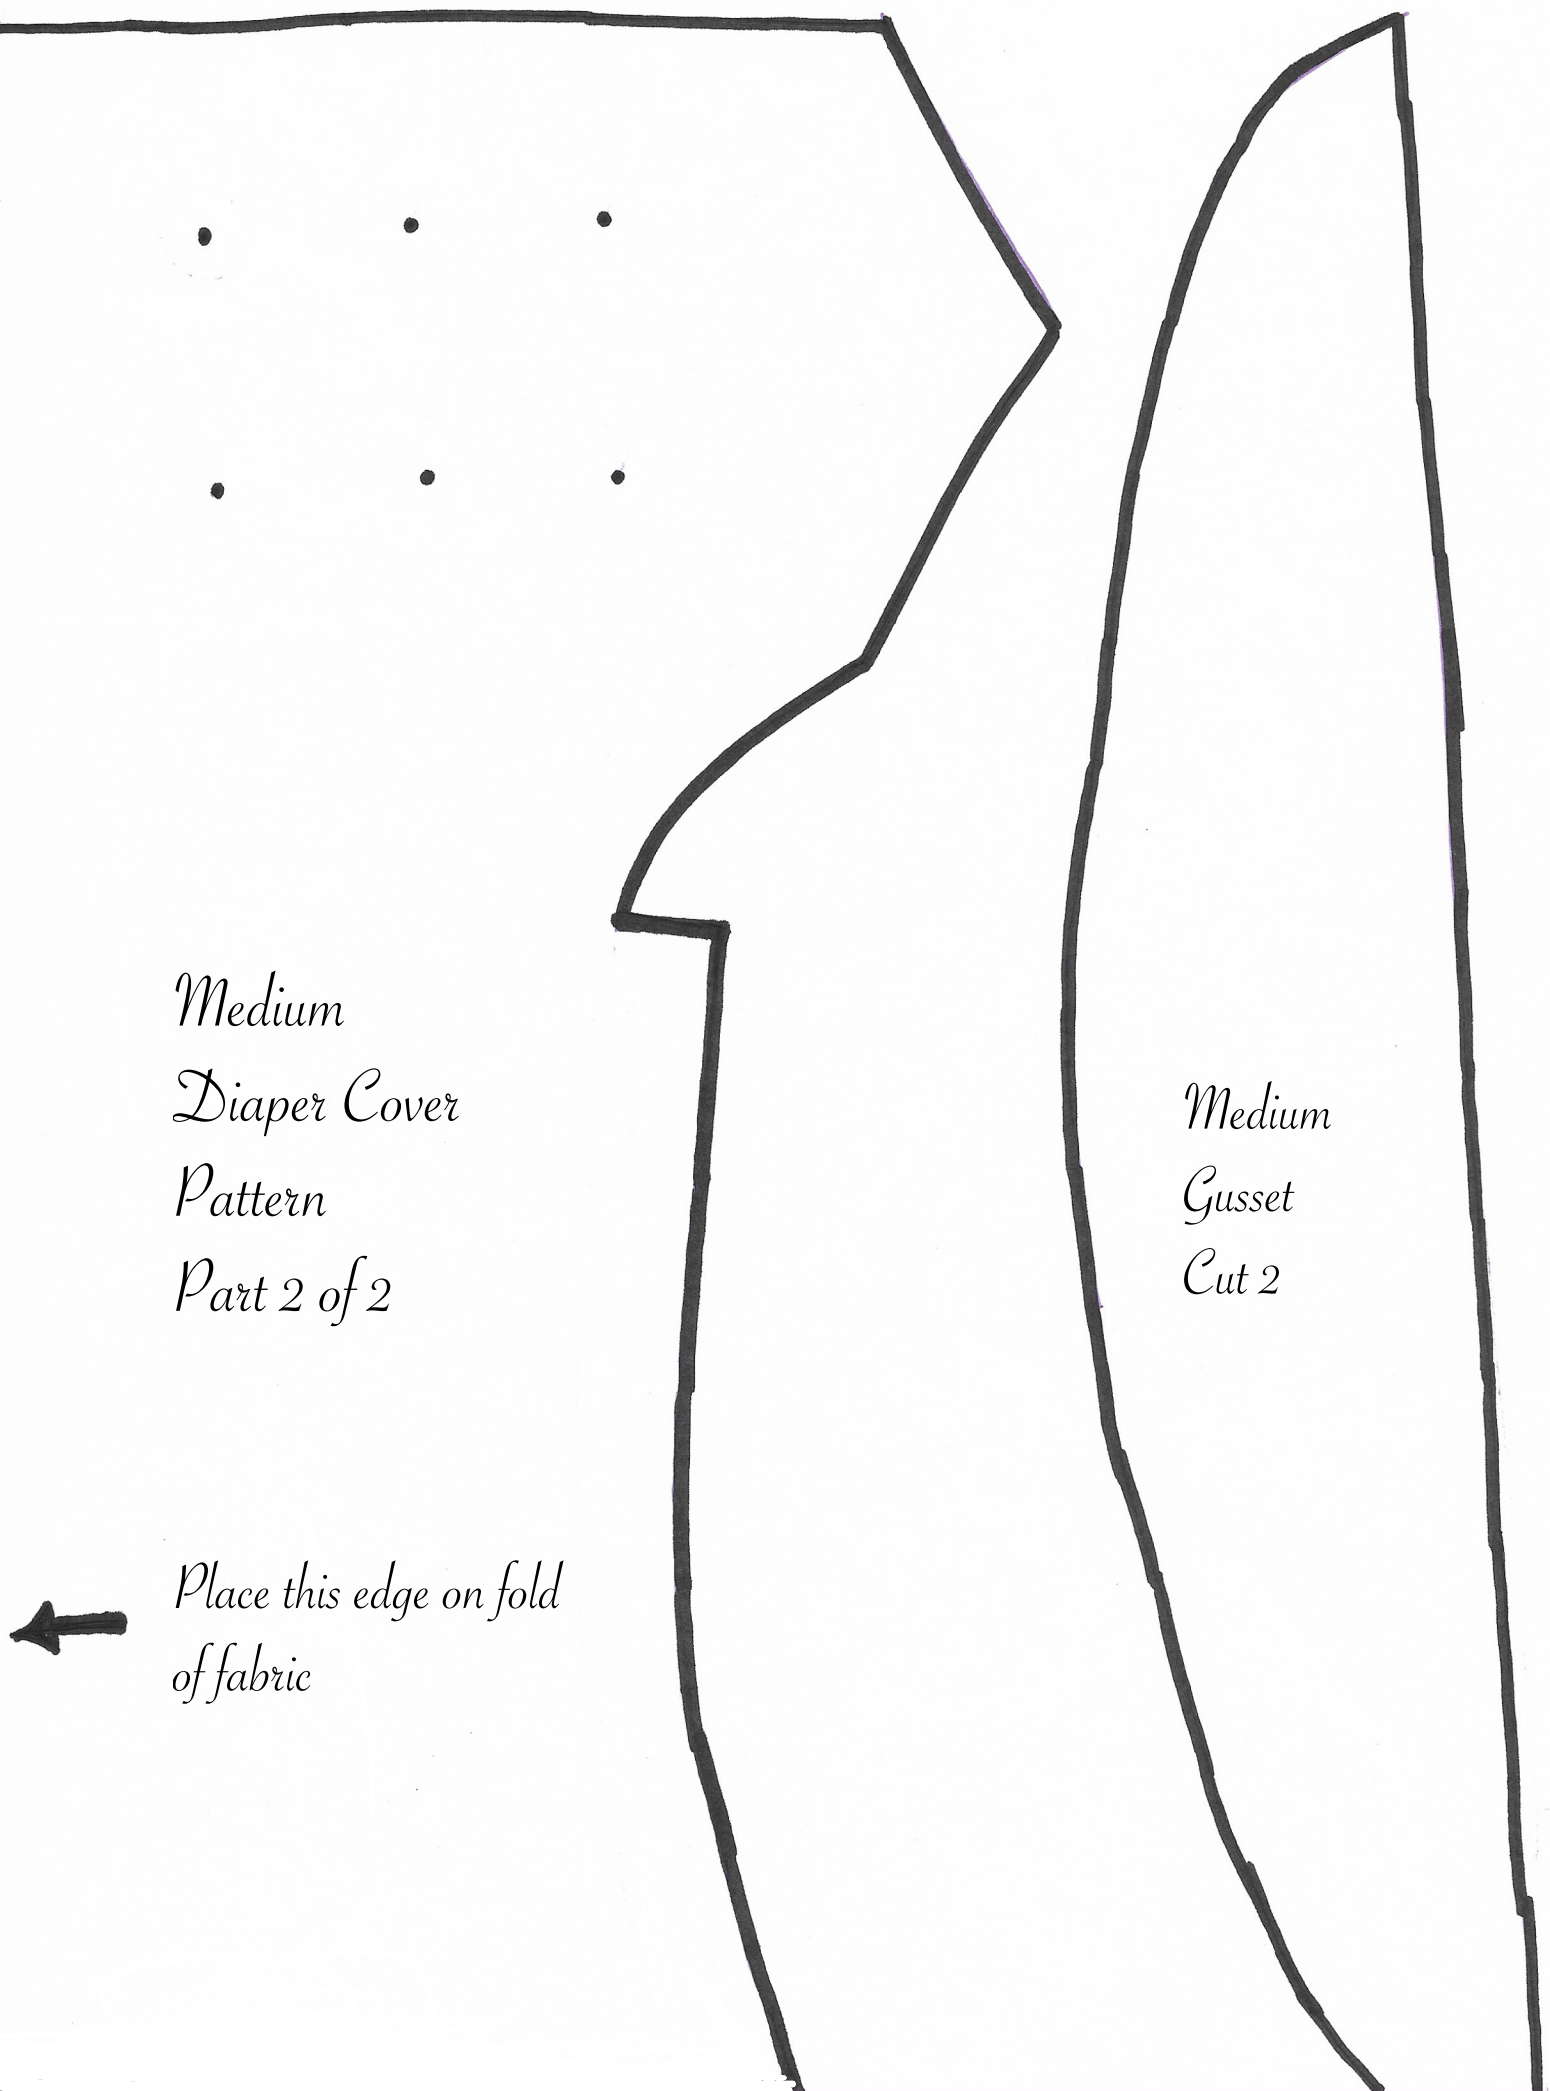 Medium
Diaper Cover
Pattern
Part 2 of 2
Place this edge on fold
of fabric
Medium
Gusset
Cut 2